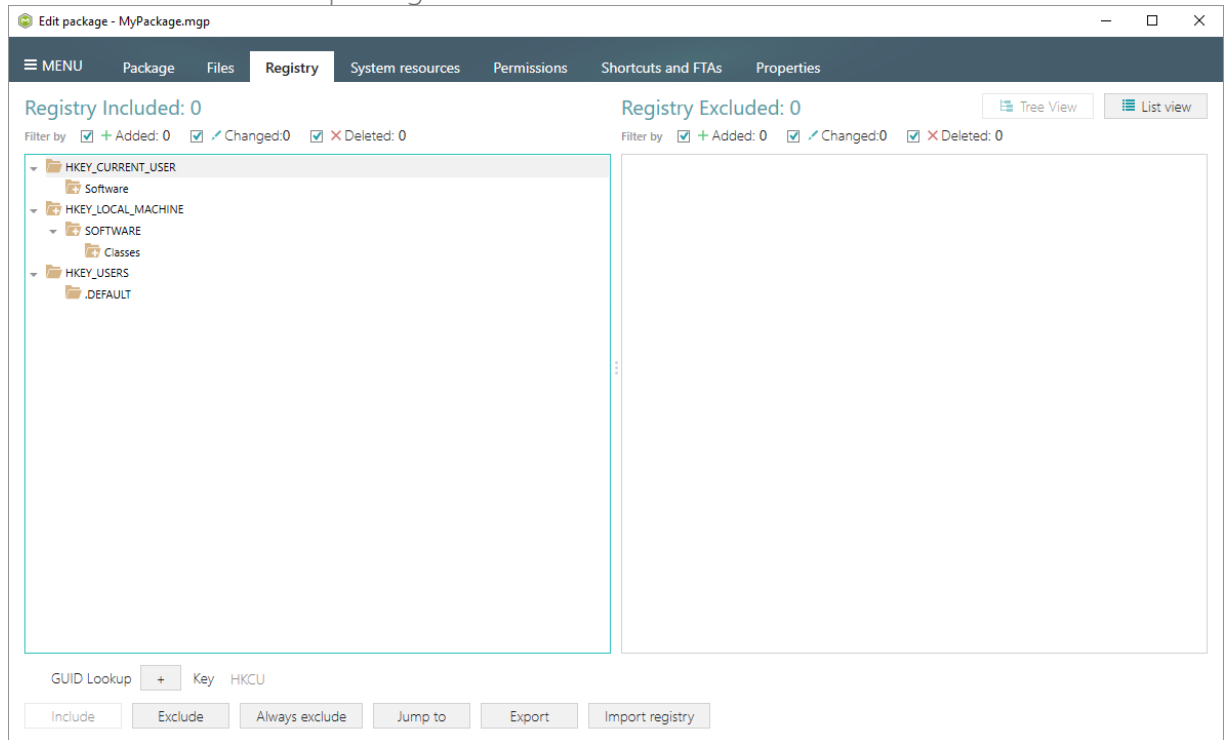 Edit package - MyPackage.mgp
MENU Package Files Registry System resources Permissions Shortcuts and FTAs Properties
Registry Included: 0
Filter by Added: 0 Changed:0 Deleted: 0
Registry Excluded: 0 Tree View List view
Filter by Added: 0 Changed:0 Deleted: 0
HKEY_CURRENT_USER
Software
HKEY_LOCAL_MACHINE
SOFTWARE
Classes
HKEY_USERS
.DEFAULT
GUID Lookup + Key HKCU
Include Exclude Always exclude Jump to Export Import registry